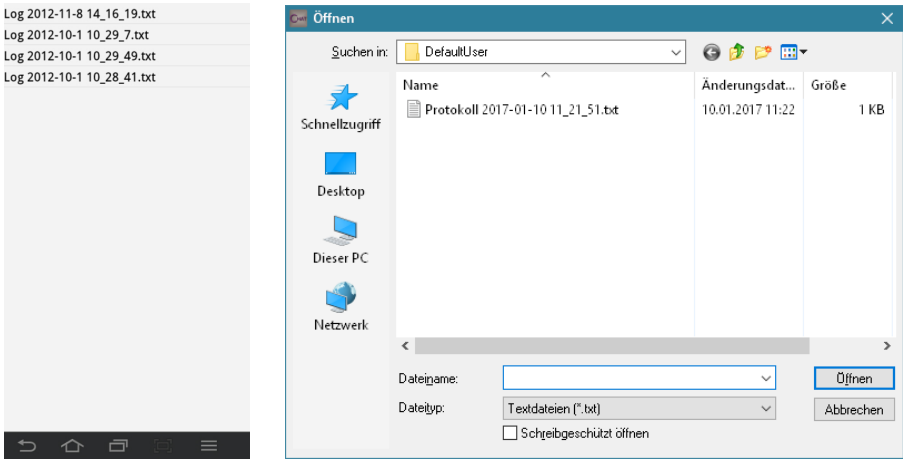 Log 2012-11-8 14_16_19.txt
Log 2012-10-1 10_29_7.txt
Log 2012-10-1 10_29_49.txt
Log 2012-10-1 10_28_41.txt
Öffnen
Suchen in: DefaultUser
Name Änderungsdat... Größe
Protokoll 2017-01-10 11_21_51.txt 10.01.2017 11:22 1 KB
Schnellzugriff
Desktop
Dieser PC
Netzwerk
Dateiname: Öffnen
Dateityp: Textdateien (*.txt) Abbrechen
Schreibgeschützt öffnen